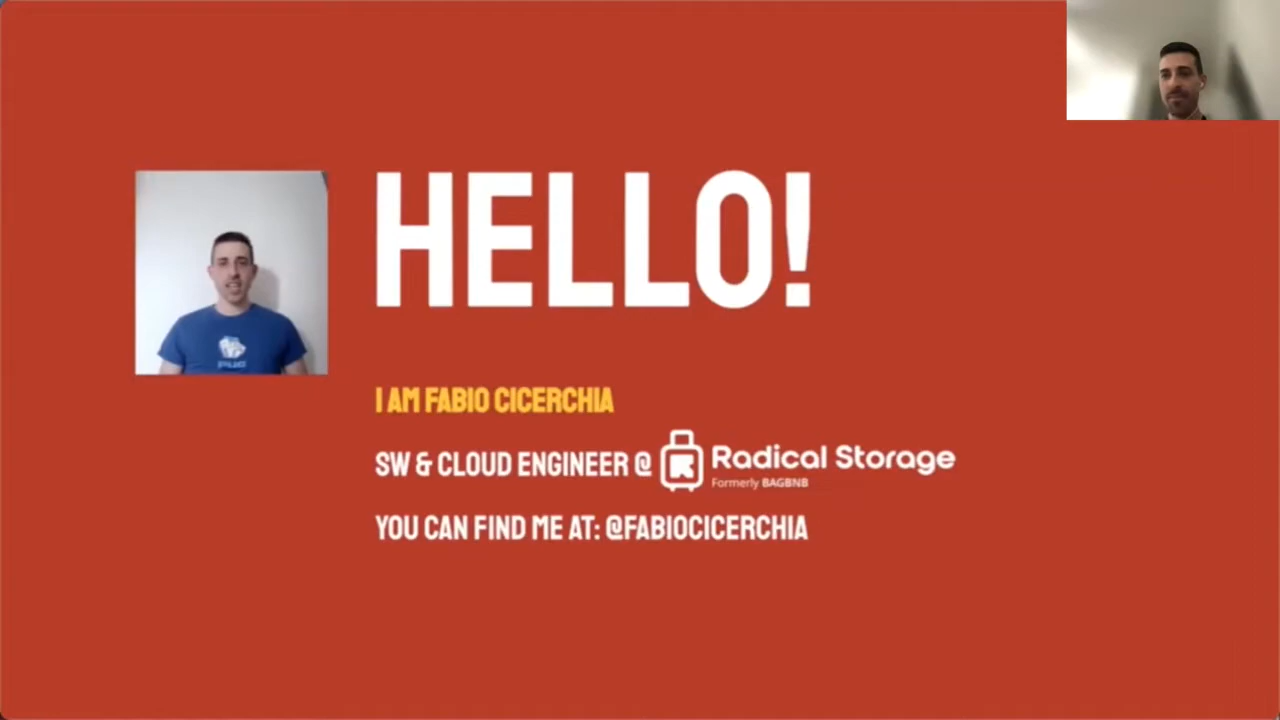 HELLO!
I AM FABIO CICERCHIA
SW & CLOUD ENGINEER @ Radical Storage
Formerly BAGBNB
YOU CAN FIND ME AT: @FABIOCICERCHIA